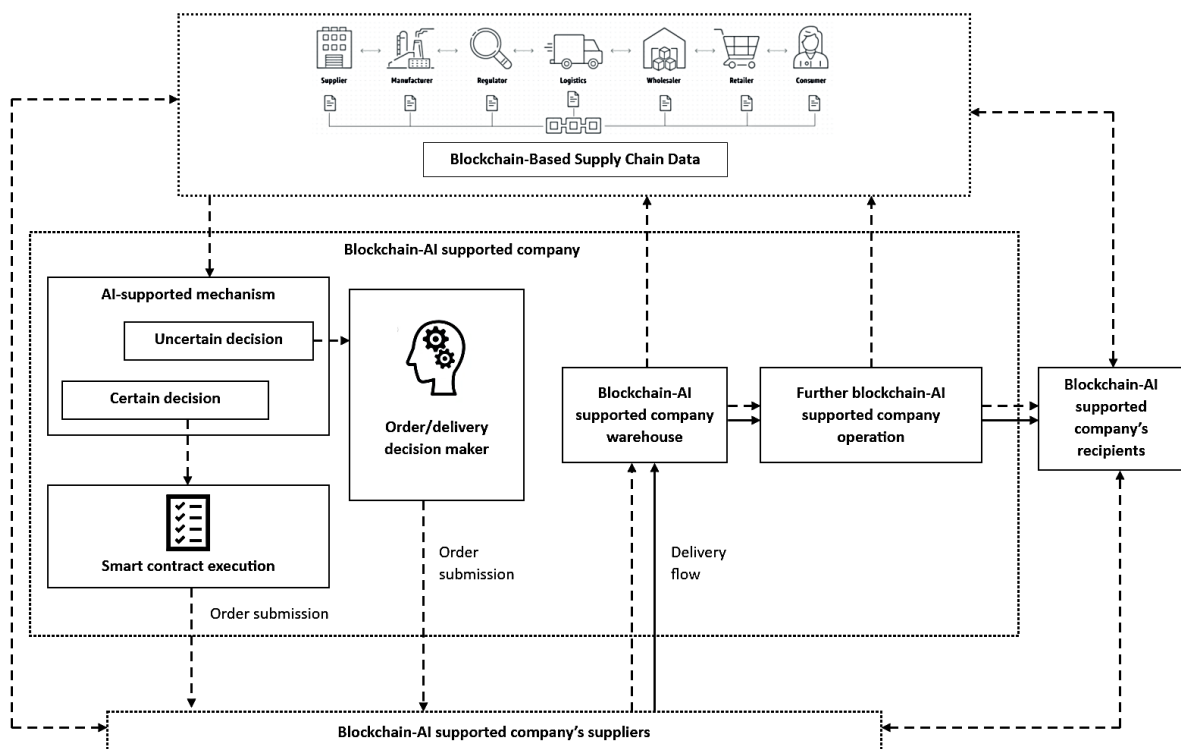 Supplier
Manufacturer
Regulator
Logistics
Wholesaler
Retailer
Consumer
Blockchain-Based Supply Chain Data
Blockchain-AI supported company
AI-supported mechanism
Uncertain decision
Certain decision
Order/delivery
decision maker
Smart contract execution
Blockchain-AI
supported company
warehouse
Further blockchain-AI
supported company
operation
Blockchain-AI
supported
company's
recipients
Order
submission
Delivery
flow
Order submission
Blockchain-AI supported company's suppliers